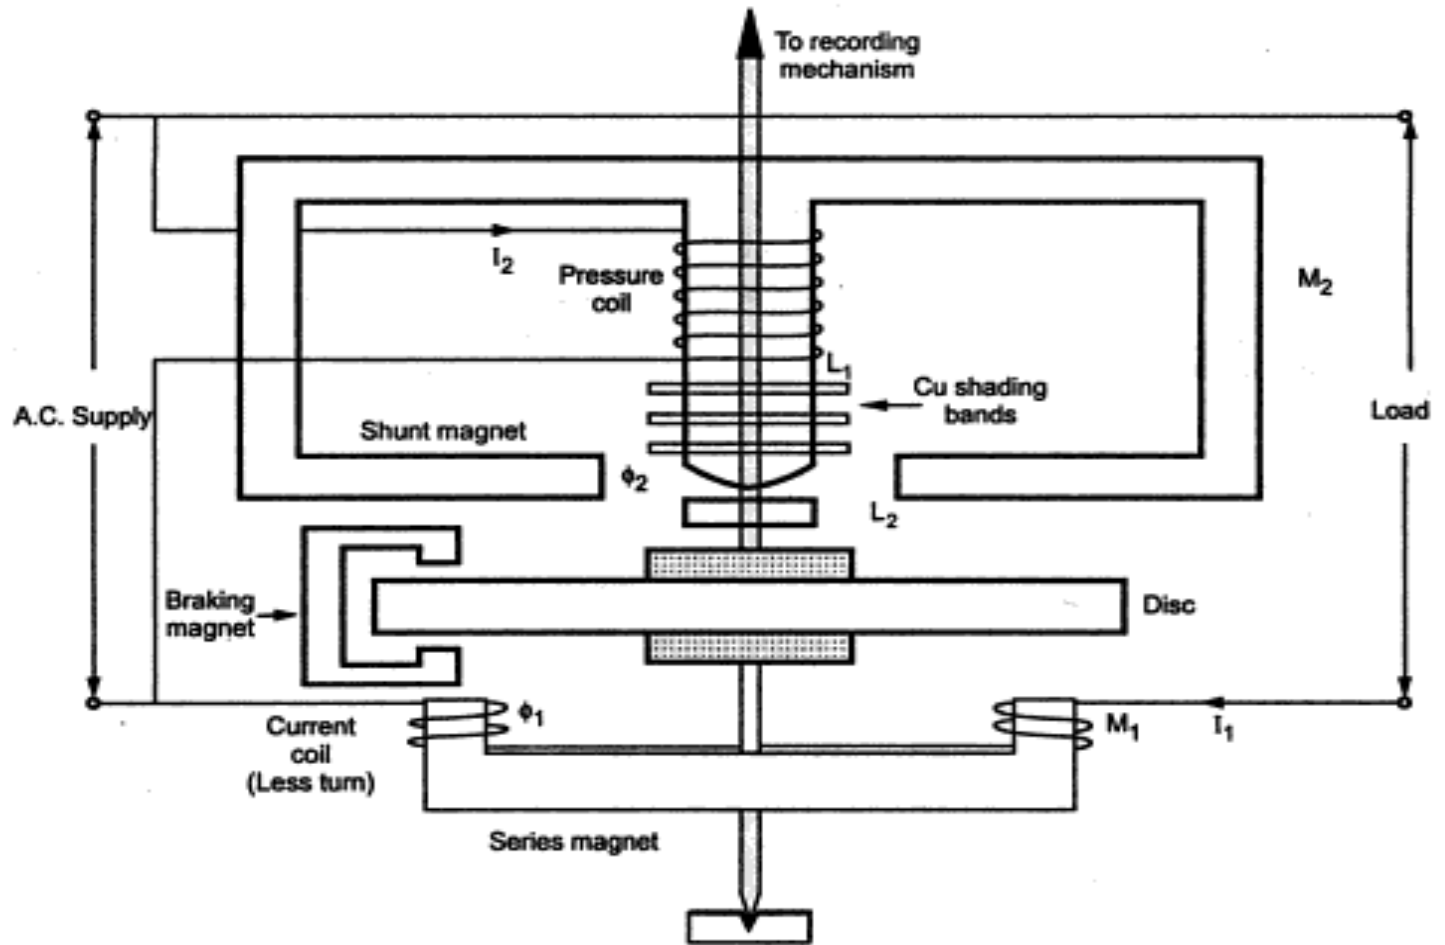 To recording
mechanism
I₂
Pressure
coil
M₂
L₁
Cu shading
bands
A.C. Supply
Load
Shunt magnet
ϕ₂
L₂
Braking
magnet
Disc
Current
coil
(Less turn)
ϕ₁
M₁
I₁
Series magnet